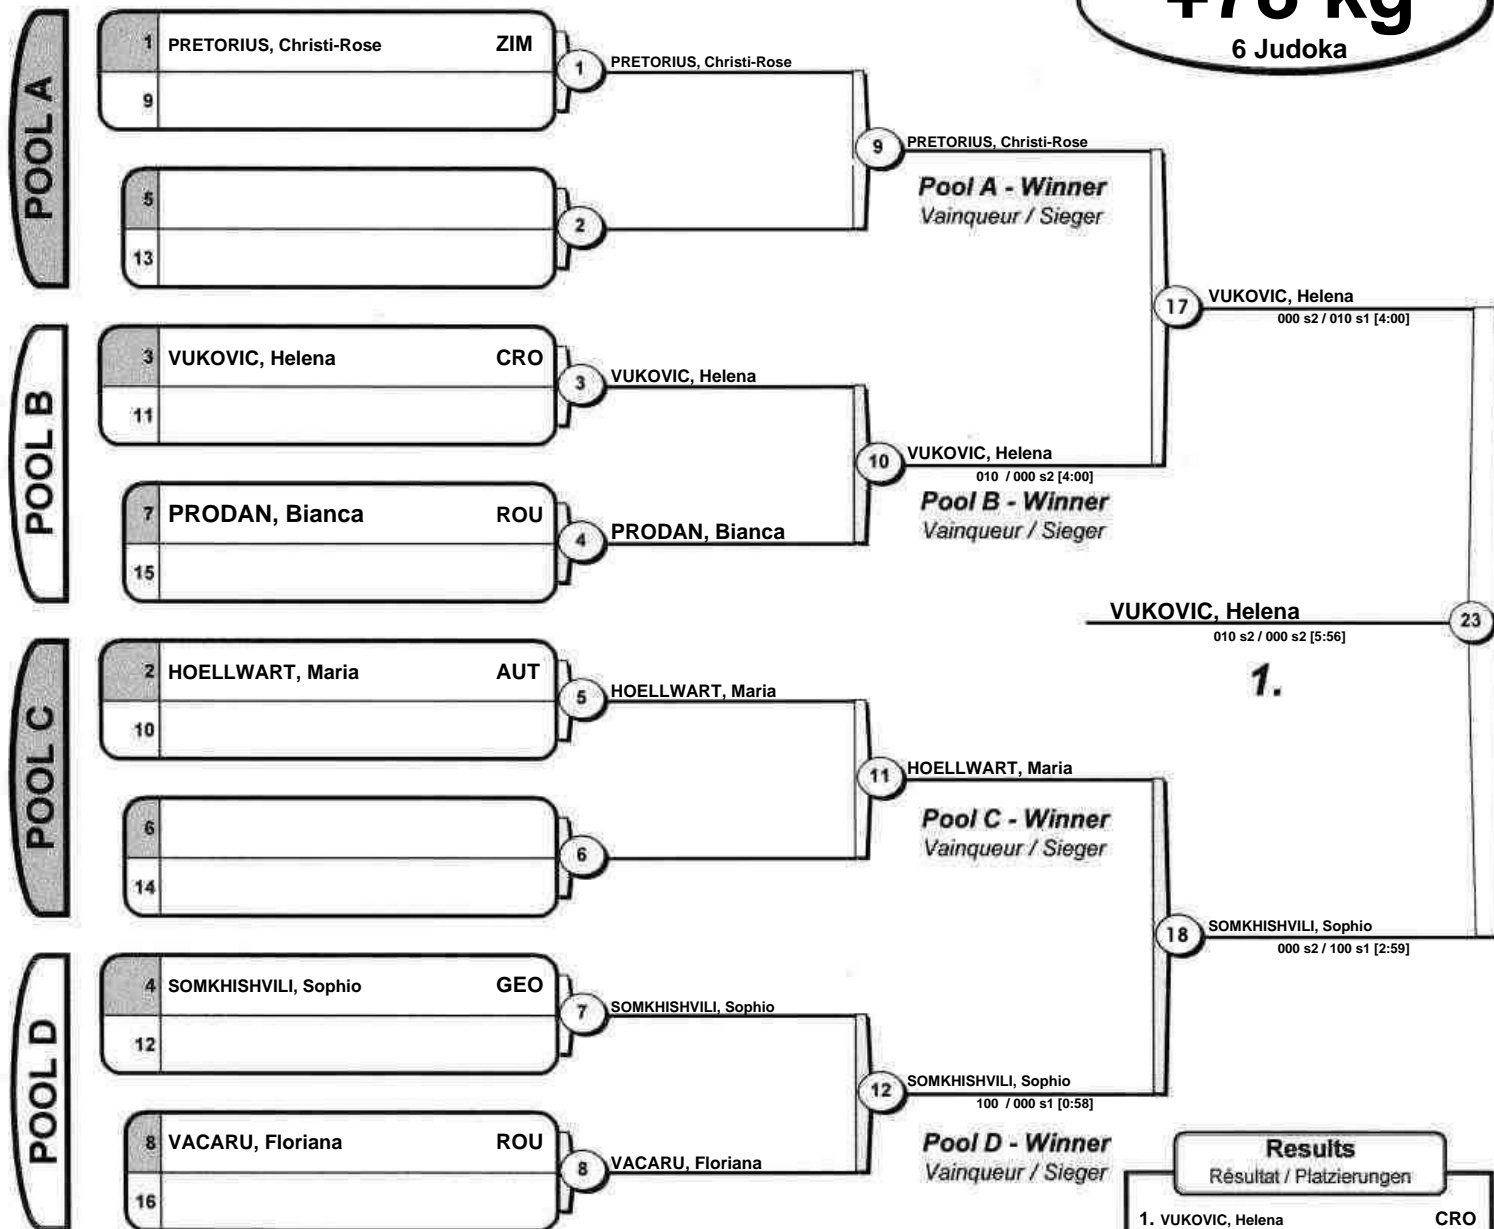 +78 kg
6 Judoka
POOL A
1 PRETORIUS, Christi-Rose ZIM
9
1 PRETORIUS, Christi-Rose
5
13
2
9 PRETORIUS, Christi-Rose
Pool A - Winner
Vainqueur / Sieger
POOL B
3 VUKOVIC, Helena CRO
11
3 VUKOVIC, Helena
7 PRODAN, Bianca ROU
15
4 PRODAN, Bianca
10 VUKOVIC, Helena
010 / 000 s2 [4:00]
Pool B - Winner
Vainqueur / Sieger
17 VUKOVIC, Helena
000 s2 / 010 s1 [4:00]
VUKOVIC, Helena 23
010 s2 / 000 s2 [5:56]
1.
POOL C
2 HOELLWART, Maria AUT
10
5 HOELLWART, Maria
6
14
6
11 HOELLWART, Maria
Pool C - Winner
Vainqueur / Sieger
18 SOMKHISHVILI, Sophio
000 s2 / 100 s1 [2:59]
POOL D
4 SOMKHISHVILI, Sophio GEO
12
7 SOMKHISHVILI, Sophio
8 VACARU, Floriana ROU
16
8 VACARU, Floriana
12 SOMKHISHVILI, Sophio
100 / 000 s1 [0:58]
Pool D - Winner
Vainqueur / Sieger
Results
Résultat / Platzierungen
1. VUKOVIC, Helena CRO